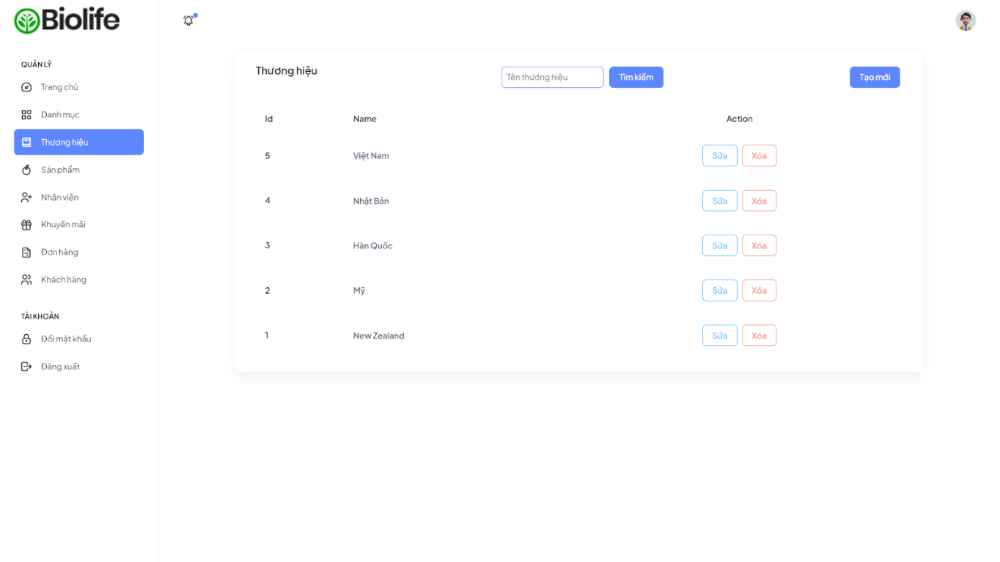 Biolife
QUẢN LÝ
Trang chủ
Danh mục
Thương hiệu
Sản phẩm
Nhân viên
Khuyến mãi
Đơn hàng
Khách hàng
TÀI KHOẢN
Đổi mật khẩu
Đăng xuất
Thương hiệu Tên thương hiệu Tìm kiếm Tạo mới
Id Name Action
5 Việt Nam Sửa Xóa
4 Nhật Bản Sửa Xóa
3 Hàn Quốc Sửa Xóa
2 Mỹ Sửa Xóa
1 New Zealand Sửa Xóa